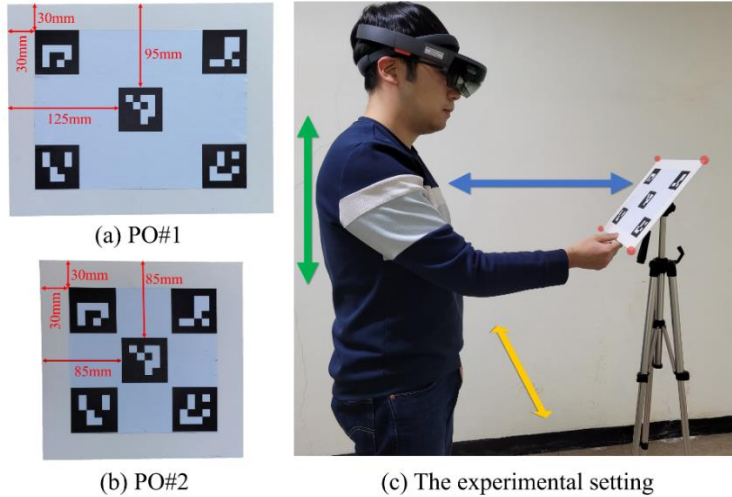 30mm
30mm
95mm
125mm
(a) PO#1
30mm
30mm
85mm
85mm
(b) PO#2
(c) The experimental setting